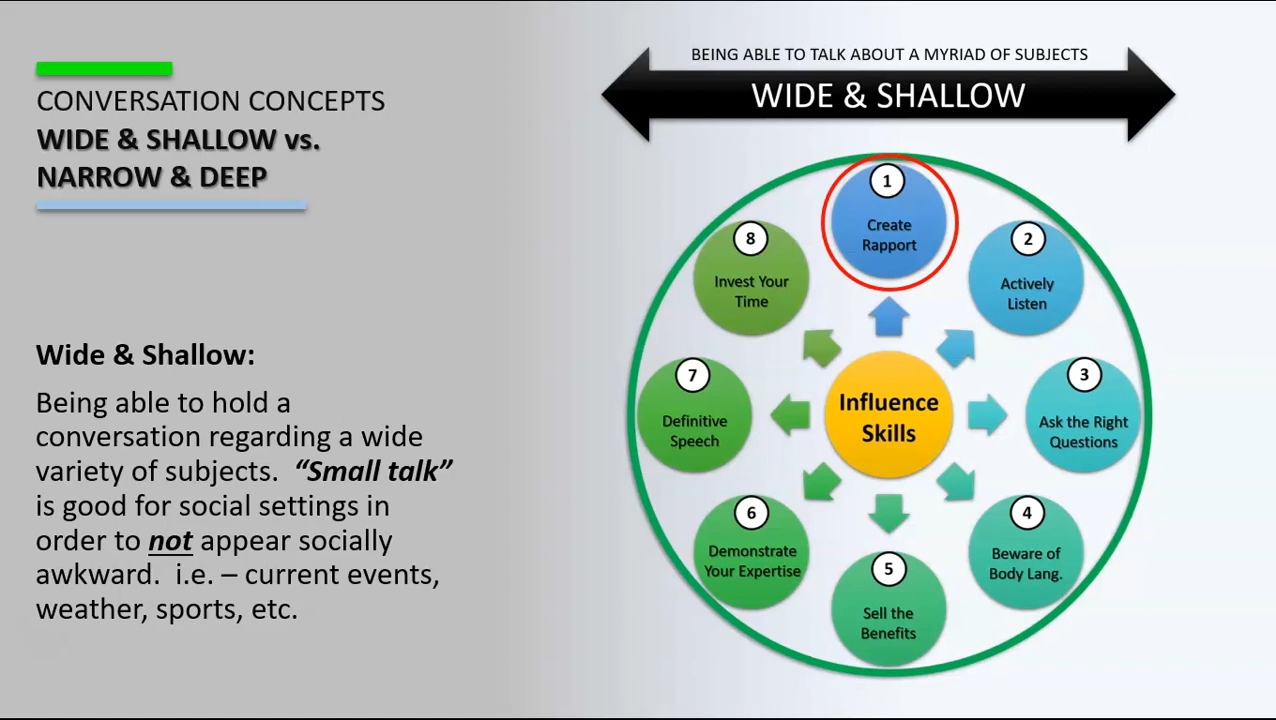 CONVERSATION CONCEPTS
WIDE & SHALLOW vs.
NARROW & DEEP
Wide & Shallow:
Being able to hold a
conversation regarding a wide
variety of subjects. “Small talk”
is good for social settings in
order to not appear socially
awkward. i.e. – current events,
weather, sports, etc.
BEING ABLE TO TALK ABOUT A MYRIAD OF SUBJECTS
WIDE & SHALLOW
Influence
Skills
1
Create
Rapport
2
Actively
Listen
3
Ask the Right
Questions
4
Beware of
Body Lang.
5
Sell the
Benefits
6
Demonstrate
Your Expertise
7
Definitive
Speech
8
Invest Your
Time